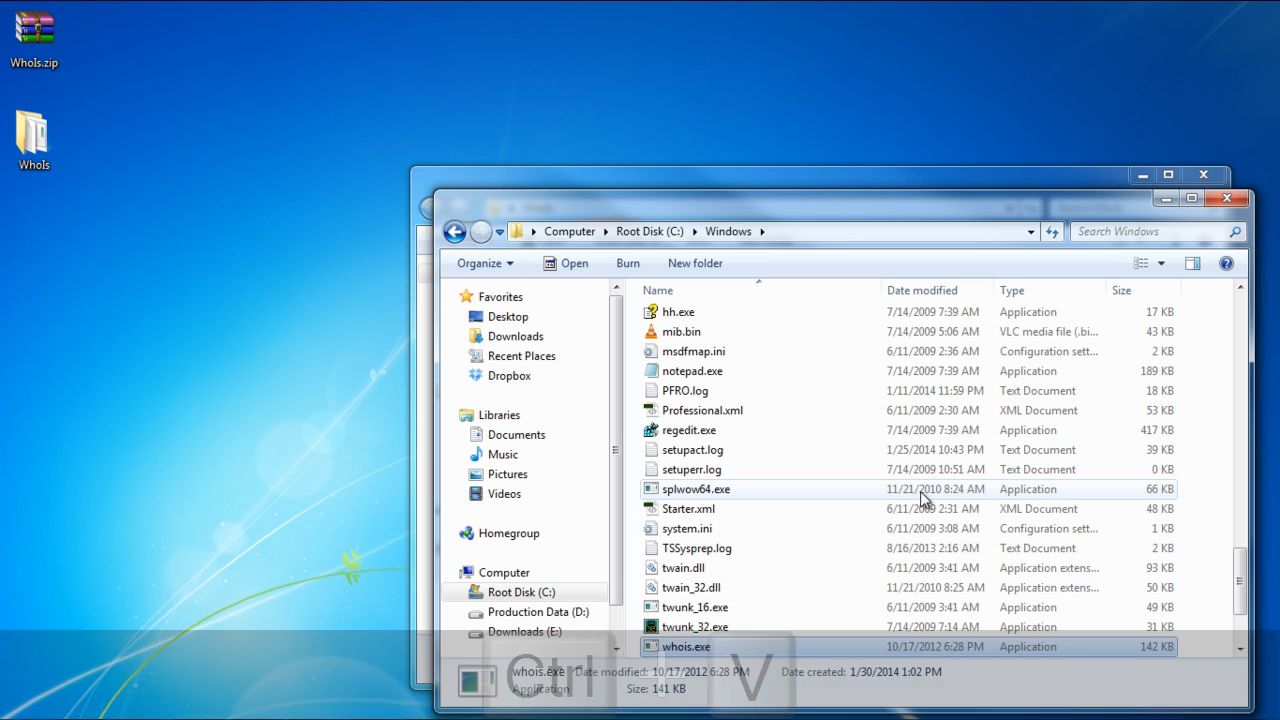 WhoIs.zip
WhoIs
Computer Root Disk (C:) Windows
Search Windows
Organize Open Burn New folder
Name Date modified Type Size
Favorites
Desktop
Downloads
Recent Places
Dropbox
Libraries
Documents
Music
Pictures
Videos
Homegroup
Computer
Root Disk (C:)
Production Data (D:)
Downloads (E:)
hh.exe 7/14/2009 7:39 AM Application 17 KB
mib.bin 7/14/2009 5:06 AM VLC media file (.bi... 43 KB
msdfmap.ini 6/11/2009 2:36 AM Configuration sett... 2 KB
notepad.exe 7/14/2009 7:39 AM Application 189 KB
PFRO.log 1/11/2014 11:59 PM Text Document 18 KB
Professional.xml 6/11/2009 2:30 AM XML Document 53 KB
regedit.exe 7/14/2009 7:39 AM Application 417 KB
setupact.log 1/25/2014 10:43 PM Text Document 39 KB
setuperr.log 7/14/2009 10:51 AM Text Document 0 KB
splwow64.exe 11/21/2010 8:24 AM Application 66 KB
Starter.xml 6/11/2009 2:31 AM XML Document 48 KB
system.ini 6/11/2009 3:08 AM Configuration sett... 1 KB
TSSysprep.log 8/16/2013 2:16 AM Text Document 2 KB
twain.dll 6/11/2009 3:41 AM Application extens... 93 KB
twain_32.dll 11/21/2010 8:25 AM Application extens... 50 KB
twunk_16.exe 6/11/2009 3:41 AM Application 49 KB
twunk_32.exe 7/14/2009 7:14 AM Application 31 KB
whois.exe 10/17/2012 6:28 PM Application 142 KB
whois.exe Date modified: 10/17/2012 6:28 PM Date created: 1/30/2014 1:02 PM
Application Size: 141 KB
Ctrl + V